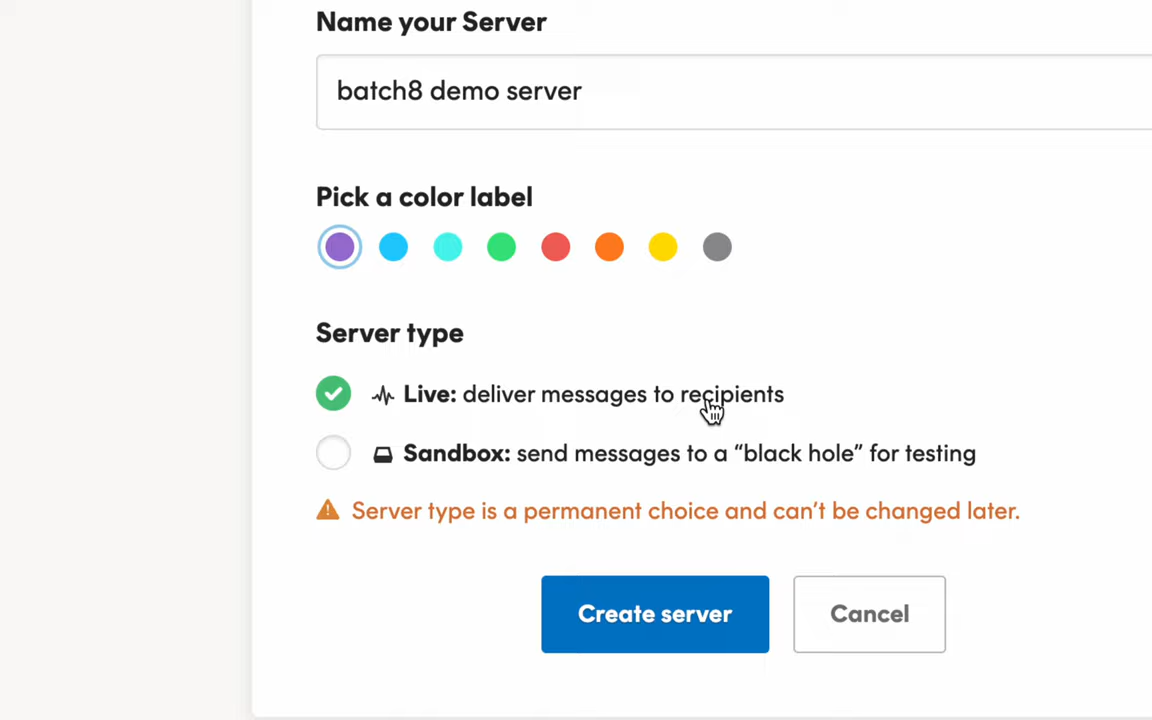 Name your Server
batch8 demo server
Pick a color label
Server type
Live: deliver messages to recipients
Sandbox: send messages to a “black hole” for testing
Server type is a permanent choice and can’t be changed later.
Create server
Cancel